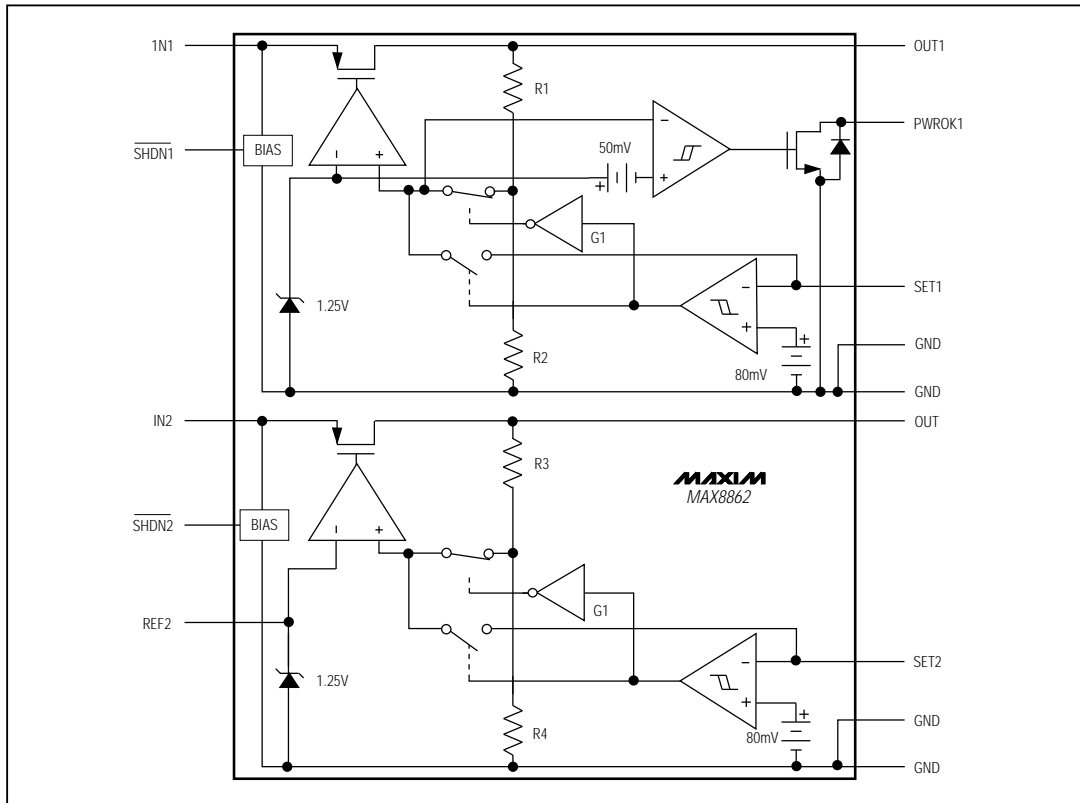 1N1
OUT1
R1
PWROK1
50mV
SHDN1
BIAS
–
+
–
+
+
G1
1.25V
–
+
SET1
+
R2
80mV
GND
GND
IN2
OUT
R3
MAXIM
MAX8862
SHDN2
BIAS
–
+
G1
REF2
1.25V
–
+
SET2
+
R4
80mV
GND
GND